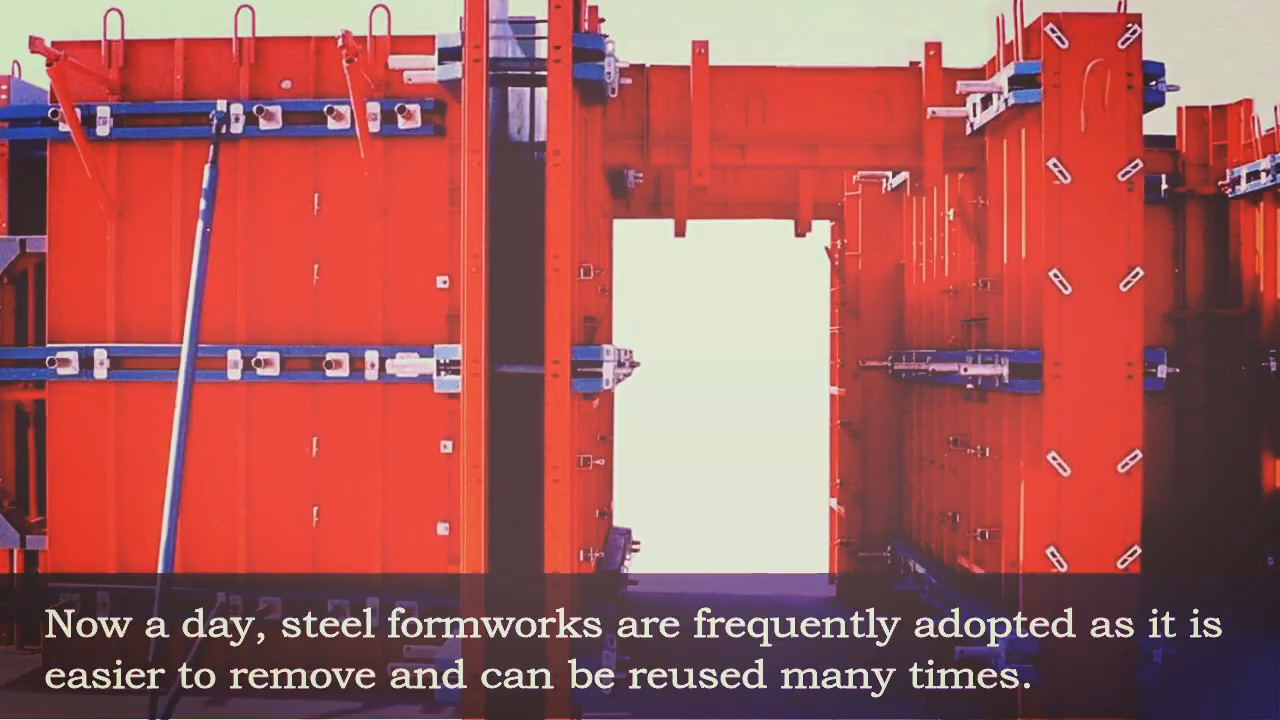 Now a day, steel formworks are frequently adopted as it is
easier to remove and can be reused many times.